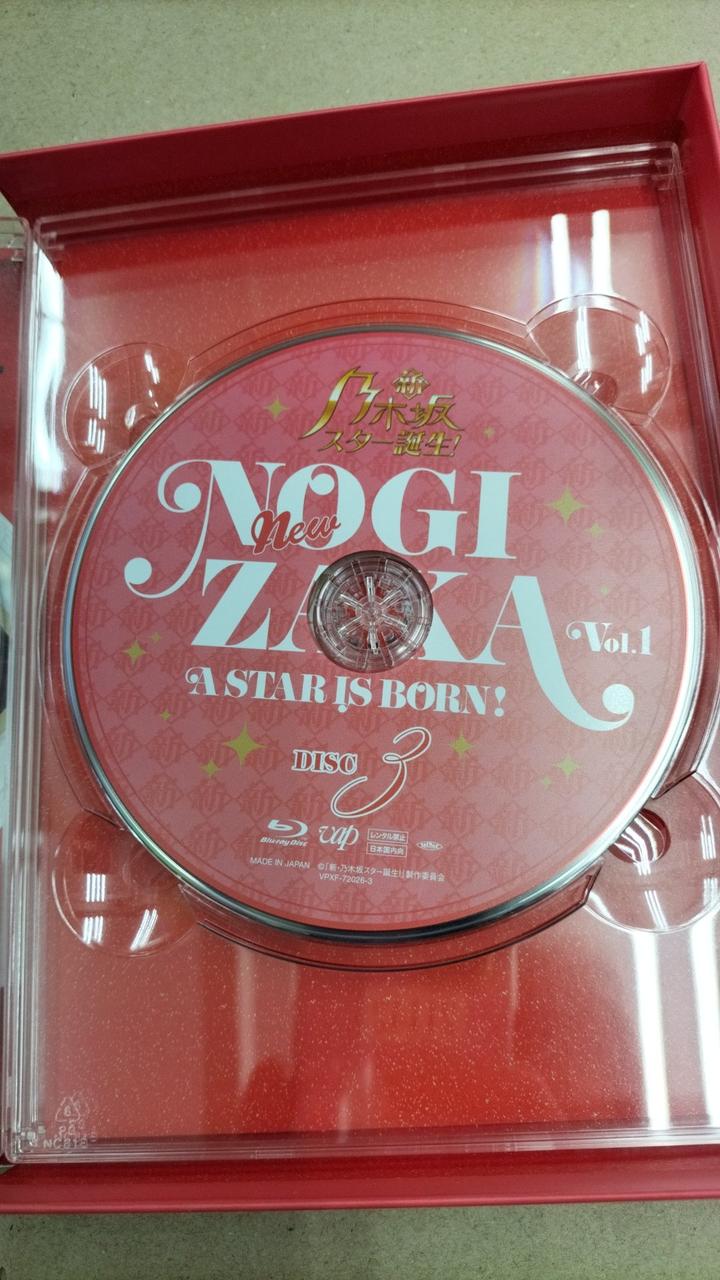 新
乃木坂
スター誕生!
NOGI
New
ZAKA
Vol.1
A STAR IS BORN!
DISC 3
Blu-ray Disc
vap
レンタル禁止
日本国内向
MADE IN JAPAN
©「新・乃木坂スター誕生!」製作委員会
VPXF-72026-3